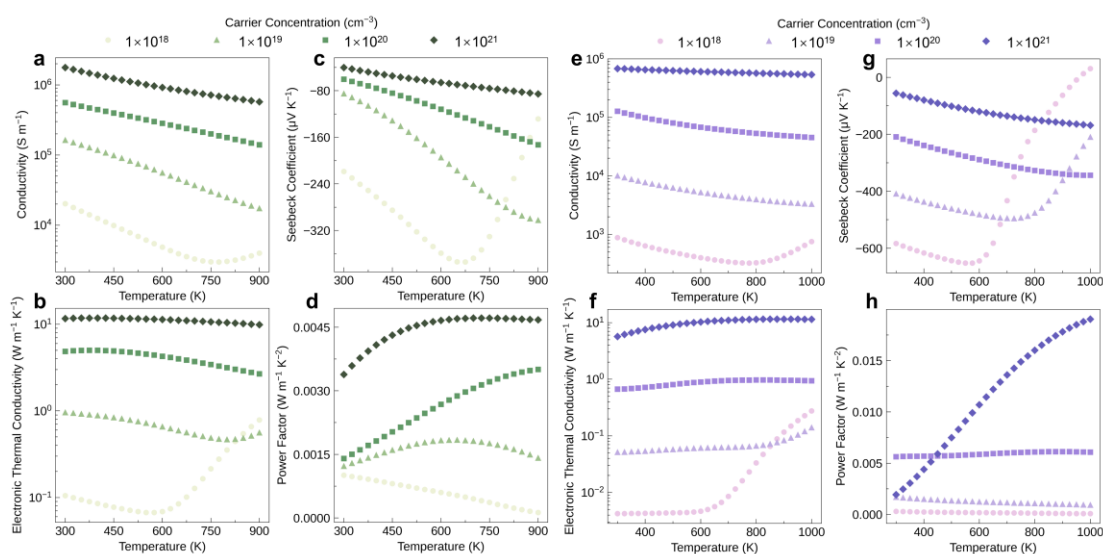 Carrier Concentration (cm⁻³)
1×10¹⁸ 1×10¹⁹ 1×10²⁰ 1×10²¹
a
10⁶
10⁵
10⁴
Conductivity (S m⁻¹)
300 450 600 750 900
Temperature (K)
c
−80
−160
−240
−320
Seebeck Coefficient (μV K⁻¹)
300 450 600 750 900
Temperature (K)
b
10¹
10⁰
10⁻¹
Electronic Thermal Conductivity (W m⁻¹ K⁻¹)
300 450 600 750 900
Temperature (K)
d
0.0045
0.0030
0.0015
0.0000
Power Factor (W m⁻¹ K⁻²)
300 450 600 750 900
Temperature (K)
Carrier Concentration (cm⁻³)
1×10¹⁸ 1×10¹⁹ 1×10²⁰ 1×10²¹
e
10⁶
10⁵
10⁴
10³
Conductivity (S m⁻¹)
400 600 800 1000
Temperature (K)
g
0
−200
−400
−600
Seebeck Coefficient (μV K⁻¹)
400 600 800 1000
Temperature (K)
f
10¹
10⁰
10⁻¹
10⁻²
Electronic Thermal Conductivity (W m⁻¹ K⁻¹)
400 600 800 1000
Temperature (K)
h
0.015
0.010
0.005
0.000
Power Factor (W m⁻¹ K⁻²)
400 600 800 1000
Temperature (K)